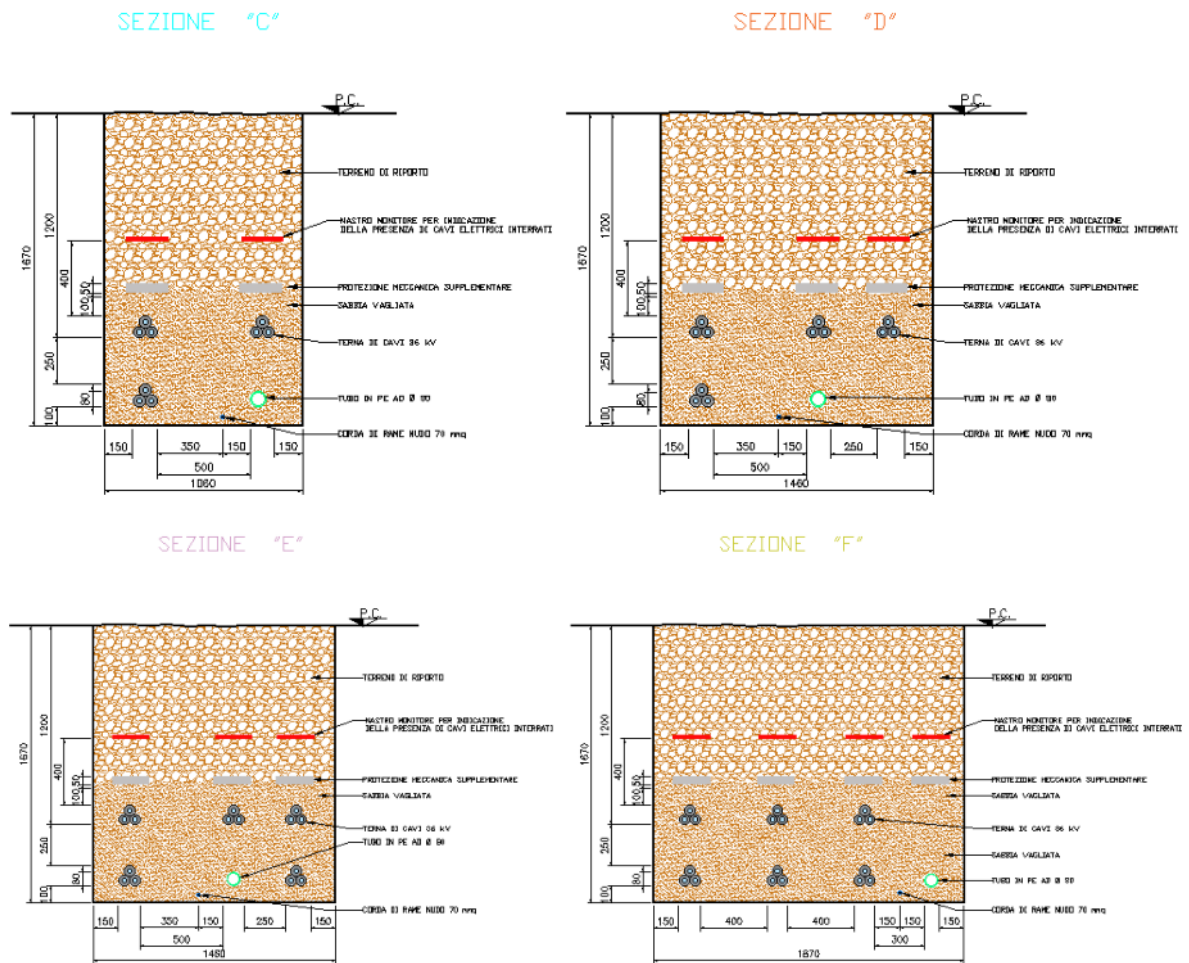 SEZIONE "C"
P.C.
TERRENO DI RIPORTO
NASTRO MONITORE PER INDICAZIONE
DELLA PRESENZA DI CAVI ELETTRICI INTERRATI
PROTEZIONE MECCANICA SUPPLEMENTARE
SABBIA VAGLIATA
TERNA DI CAVI 36 kV
TUBO IN PE AD Ø 90
CORDA DI RAME NUDO 70 mmq
1670
1200
400
50
100
250
80
100
150
350
150
150
500
1060
SEZIONE "D"
P.C.
TERRENO DI RIPORTO
NASTRO MONITORE PER INDICAZIONE
DELLA PRESENZA DI CAVI ELETTRICI INTERRATI
PROTEZIONE MECCANICA SUPPLEMENTARE
SABBIA VAGLIATA
TERNA DI CAVI 36 kV
TUBO IN PE AD Ø 90
CORDA DI RAME NUDO 70 mmq
1670
1200
400
50
100
250
80
100
150
350
150
250
150
500
1460
SEZIONE "E"
P.C.
TERRENO DI RIPORTO
NASTRO MONITORE PER INDICAZIONE
DELLA PRESENZA DI CAVI ELETTRICI INTERRATI
PROTEZIONE MECCANICA SUPPLEMENTARE
SABBIA VAGLIATA
TERNA DI CAVI 36 kV
TUBO IN PE AD Ø 90
CORDA DI RAME NUDO 70 mmq
1670
1200
400
50
100
250
80
100
150
350
150
250
150
500
1460
SEZIONE "F"
P.C.
TERRENO DI RIPORTO
NASTRO MONITORE PER INDICAZIONE
DELLA PRESENZA DI CAVI ELETTRICI INTERRATI
PROTEZIONE MECCANICA SUPPLEMENTARE
SABBIA VAGLIATA
TERNA DI CAVI 36 kV
SABBIA VAGLIATA
TUBO IN PE AD Ø 90
CORDA DI RAME NUDO 70 mmq
1670
1200
400
50
100
250
80
100
150
400
400
150
150
150
300
1670